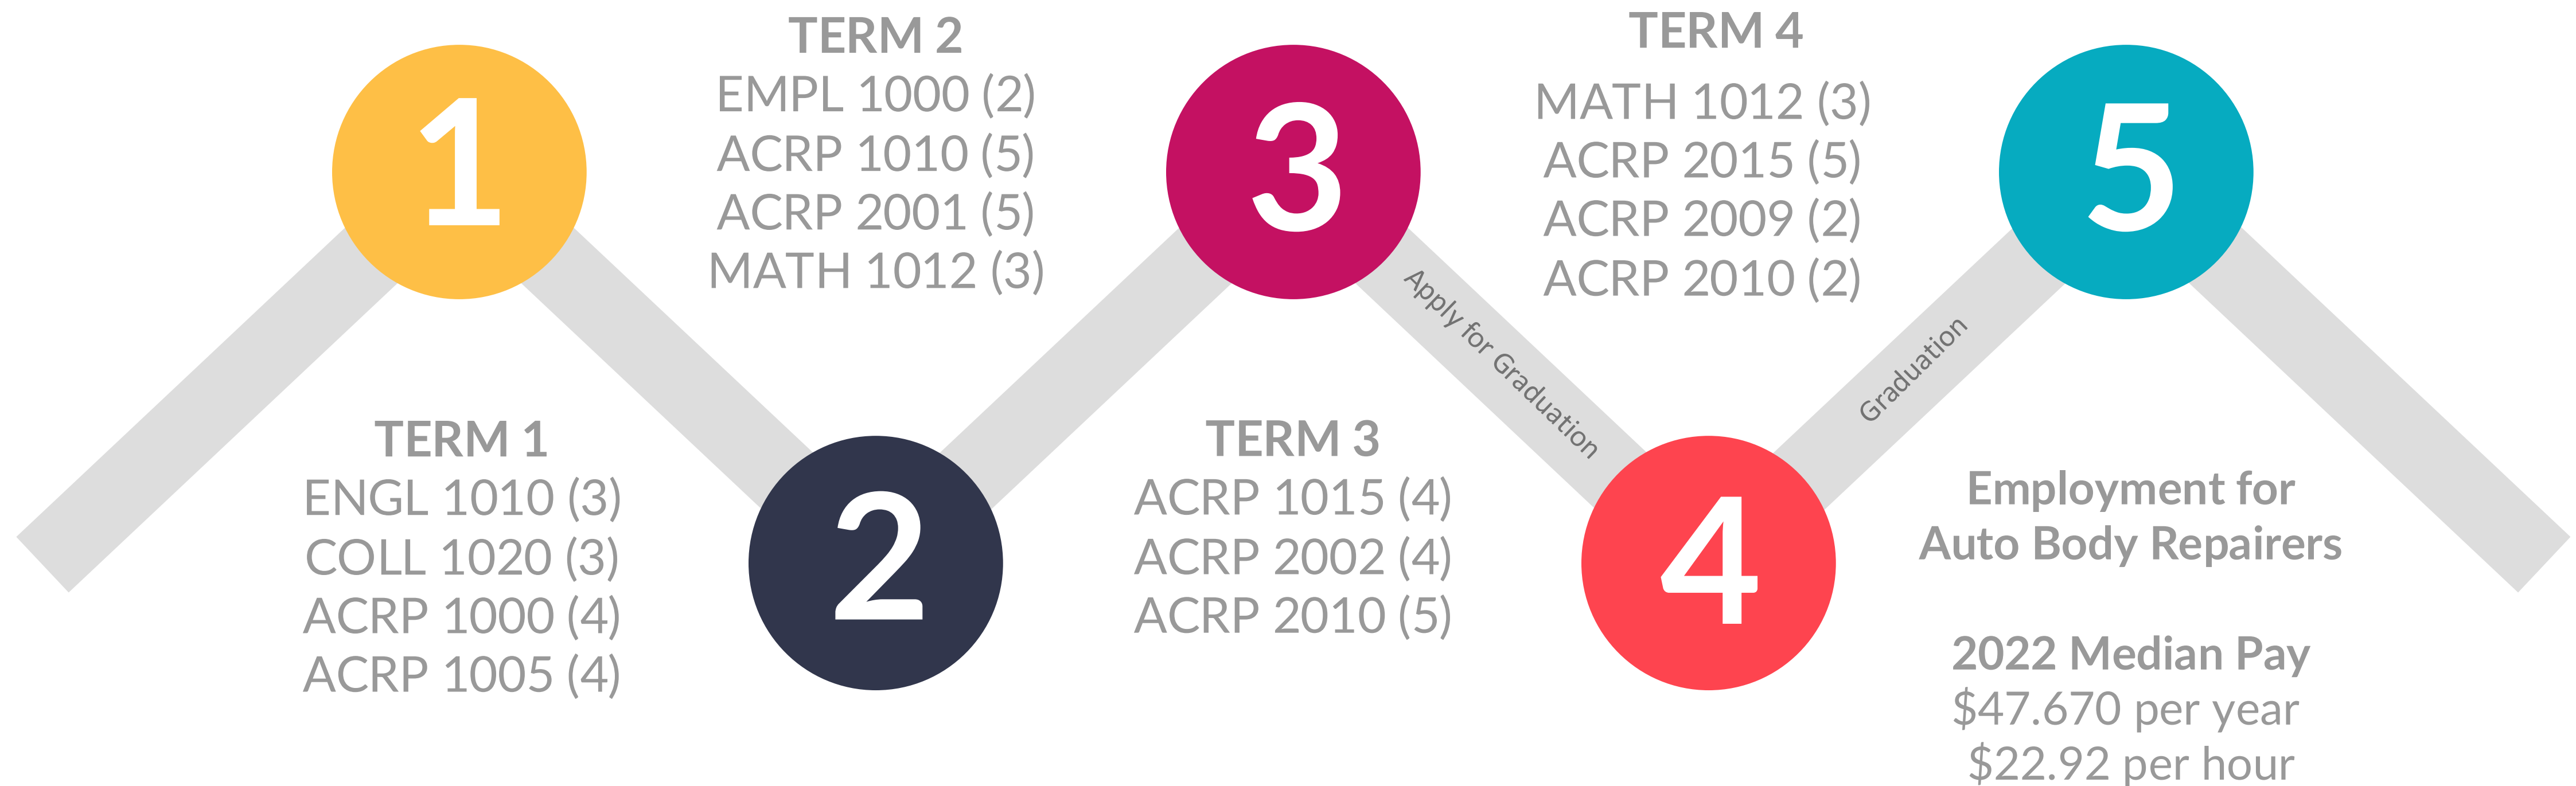 1
TERM 1
ENGL 1010 (3)
COLL 1020 (3)
ACRP 1000 (4)
ACRP 1005 (4)
2
TERM 2
EMPL 1000 (2)
ACRP 1010 (5)
ACRP 2001 (5)
MATH 1012 (3)
3
TERM 3
ACRP 1015 (4)
ACRP 2002 (4)
ACRP 2010 (5)
Apply for Graduation
4
TERM 4
MATH 1012 (3)
ACRP 2015 (5)
ACRP 2009 (2)
ACRP 2010 (2)
Graduation
5
Employment for
Auto Body Repairers
2022 Median Pay
$47.670 per year
$22.92 per hour